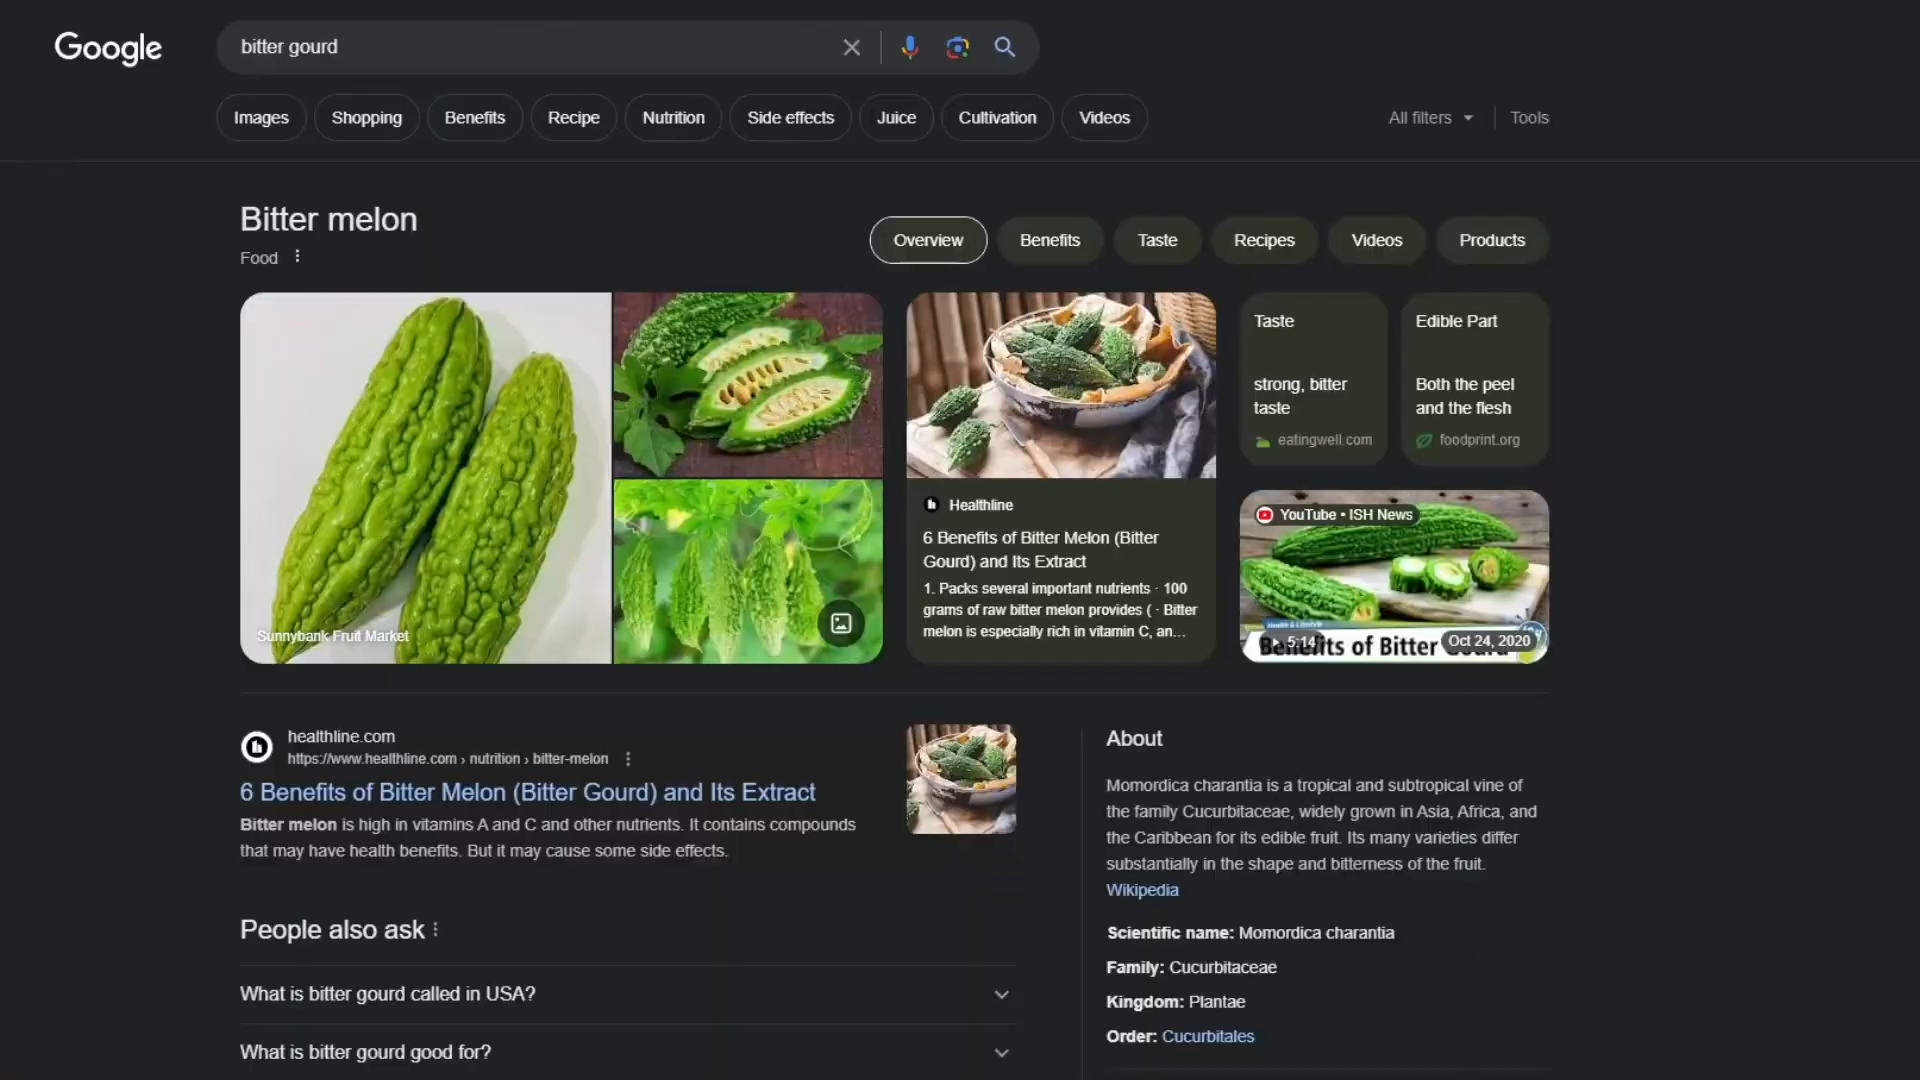 Google
bitter gourd
Images
Shopping
Benefits
Recipe
Nutrition
Side effects
Juice
Cultivation
Videos
All filters
Tools
Bitter melon
Food
Overview
Benefits
Taste
Recipes
Videos
Products
Sunnybank Fruit Market
Healthline
6 Benefits of Bitter Melon (Bitter
Gourd) and Its Extract
1. Packs several important nutrients · 100
grams of raw bitter melon provides ( · Bitter
melon is especially rich in vitamin C, an...
Taste
strong, bitter
taste
eatingwell.com
Edible Part
Both the peel
and the flesh
foodprint.org
YouTube • ISH News
Health & Lifestyle
Benefits of Bitter Gourd
5:14
Oct 24, 2020
healthline.com
https://www.healthline.com › nutrition › bitter-melon
6 Benefits of Bitter Melon (Bitter Gourd) and Its Extract
Bitter melon is high in vitamins A and C and other nutrients. It contains compounds
that may have health benefits. But it may cause some side effects.
People also ask
What is bitter gourd called in USA?
What is bitter gourd good for?
About
Momordica charantia is a tropical and subtropical vine of
the family Cucurbitaceae, widely grown in Asia, Africa, and
the Caribbean for its edible fruit. Its many varieties differ
substantially in the shape and bitterness of the fruit.
Wikipedia
Scientific name: Momordica charantia
Family: Cucurbitaceae
Kingdom: Plantae
Order: Cucurbitales